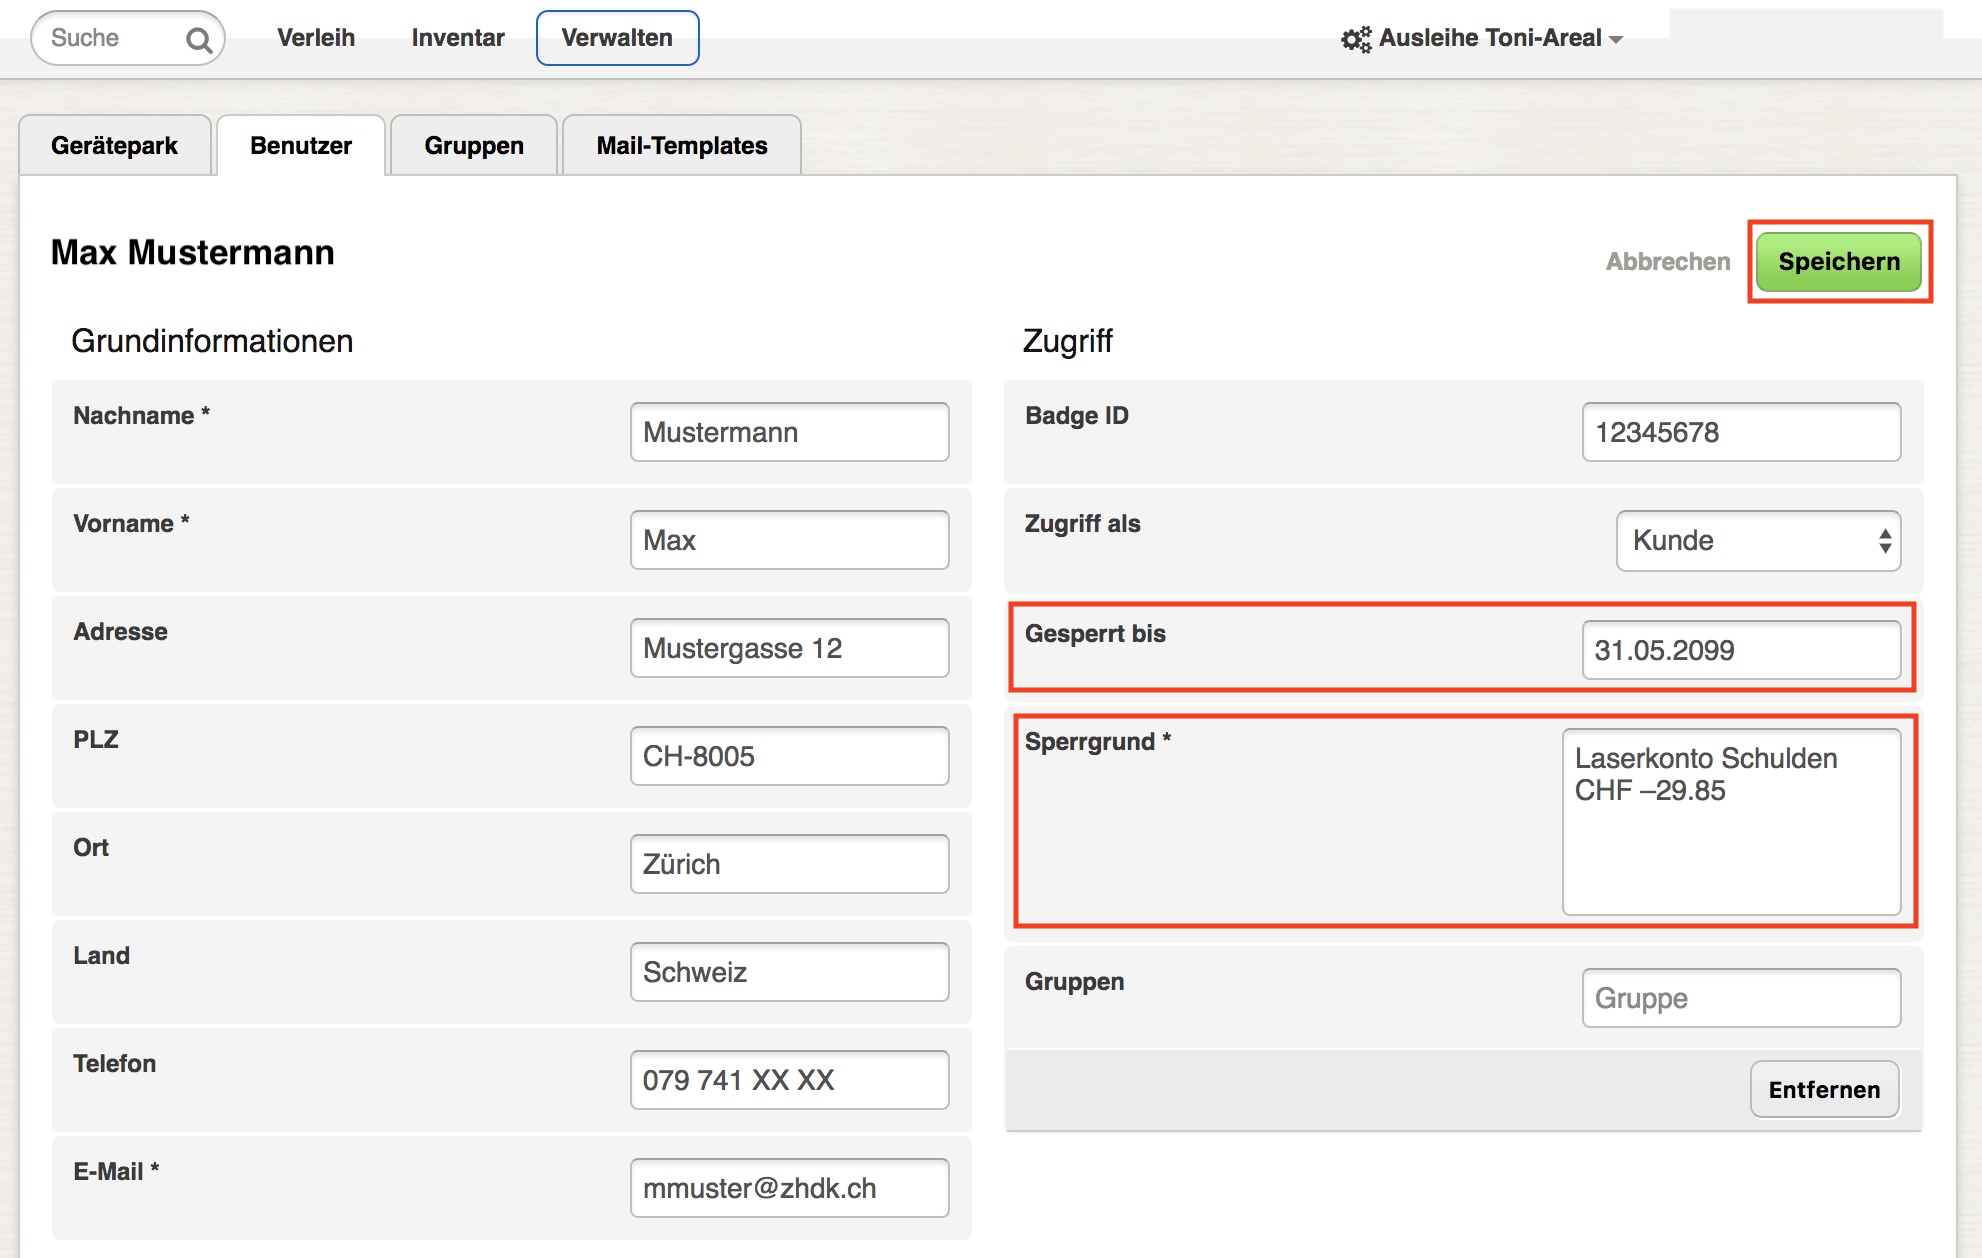 Suche
Verleih
Inventar
Verwalten
Ausleihe Toni-Areal
Gerätepark
Benutzer
Gruppen
Mail-Templates
Max Mustermann
Abbrechen
Speichern
Grundinformationen
Nachname *
Mustermann
Vorname *
Max
Adresse
Mustergasse 12
PLZ
CH-8005
Ort
Zürich
Land
Schweiz
Telefon
079 741 XX XX
E-Mail *
mmuster@zhdk.ch
Zugriff
Badge ID
12345678
Zugriff als
Kunde
Gesperrt bis
31.05.2099
Sperrgrund *
Laserkonto Schulden
CHF –29.85
Gruppen
Gruppe
Entfernen